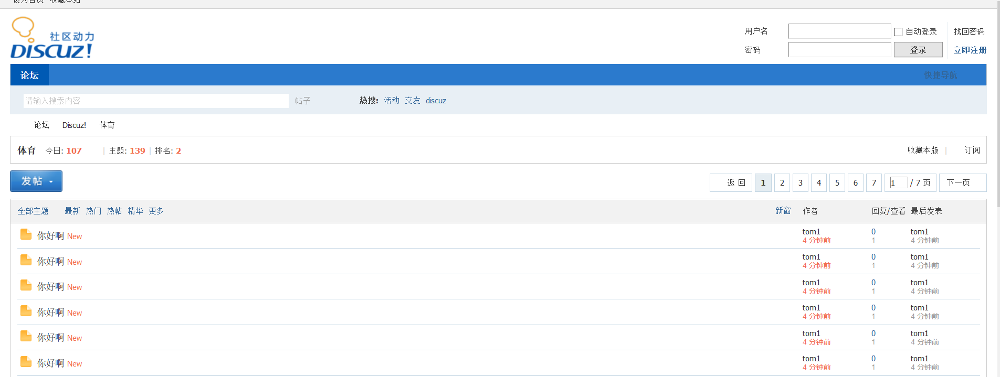 设为首页 收藏本站
社区动力
DISCUZ!
用户名 自动登录 找回密码
密码 登录 立即注册
论坛 快捷导航
请输入搜索内容 帖子 热搜: 活动 交友 discuz
论坛 Discuz! 体育
体育 今日: 107 | 主题: 139 | 排名: 2 收藏本版 | 订阅
发帖 返 回 1 2 3 4 5 6 7 1 / 7 页 下一页
全部主题 最新 热门 热帖 精华 更多 新窗 作者 回复/查看 最后发表
你好啊 New tom1 0 tom1
4 分钟前 1 4 分钟前
你好啊 New tom1 0 tom1
4 分钟前 1 4 分钟前
你好啊 New tom1 0 tom1
4 分钟前 1 4 分钟前
你好啊 New tom1 0 tom1
4 分钟前 1 4 分钟前
你好啊 New tom1 0 tom1
4 分钟前 1 4 分钟前
你好啊 New tom1 0 tom1
4 分钟前 1 4 分钟前